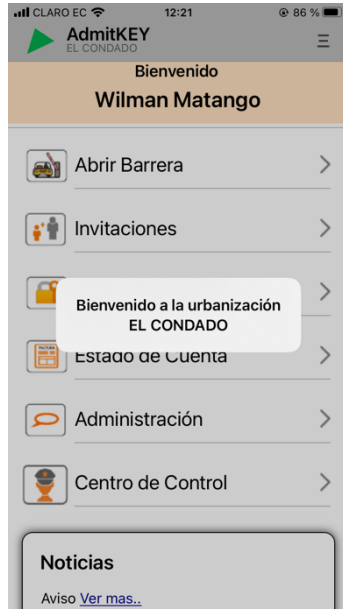 CLARO EC 12:21 86 %
AdmitKEY
EL CONDADO
Bienvenido
Wilman Matango
Abrir Barrera
Invitaciones
Bienvenido a la urbanización
EL CONDADO
Estado de Cuenta
Administración
Centro de Control
Noticias
Aviso Ver mas..